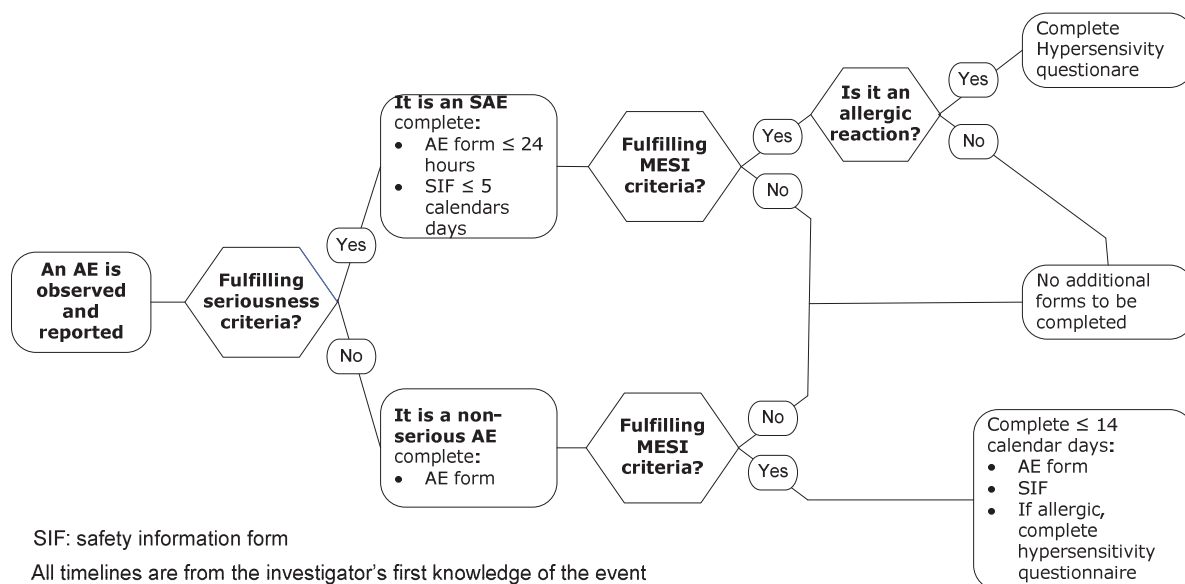 An AE is
observed
and
reported
Fulfilling
seriousness
criteria?
Yes
No
It is an SAE
complete:
• AE form ≤ 24
hours
• SIF ≤ 5
calendars
days
Fulfilling
MESI
criteria?
Yes
No
Is it an
allergic
reaction?
Yes
No
Complete
Hypersensivity
questionare
No additional
forms to be
completed
It is a non-
serious AE
complete:
• AE form
Fulfilling
MESI
criteria?
No
Yes
Complete ≤ 14
calendar days:
• AE form
• SIF
• If allergic,
complete
hypersensitivity
questionnaire
SIF: safety information form
All timelines are from the investigator's first knowledge of the event